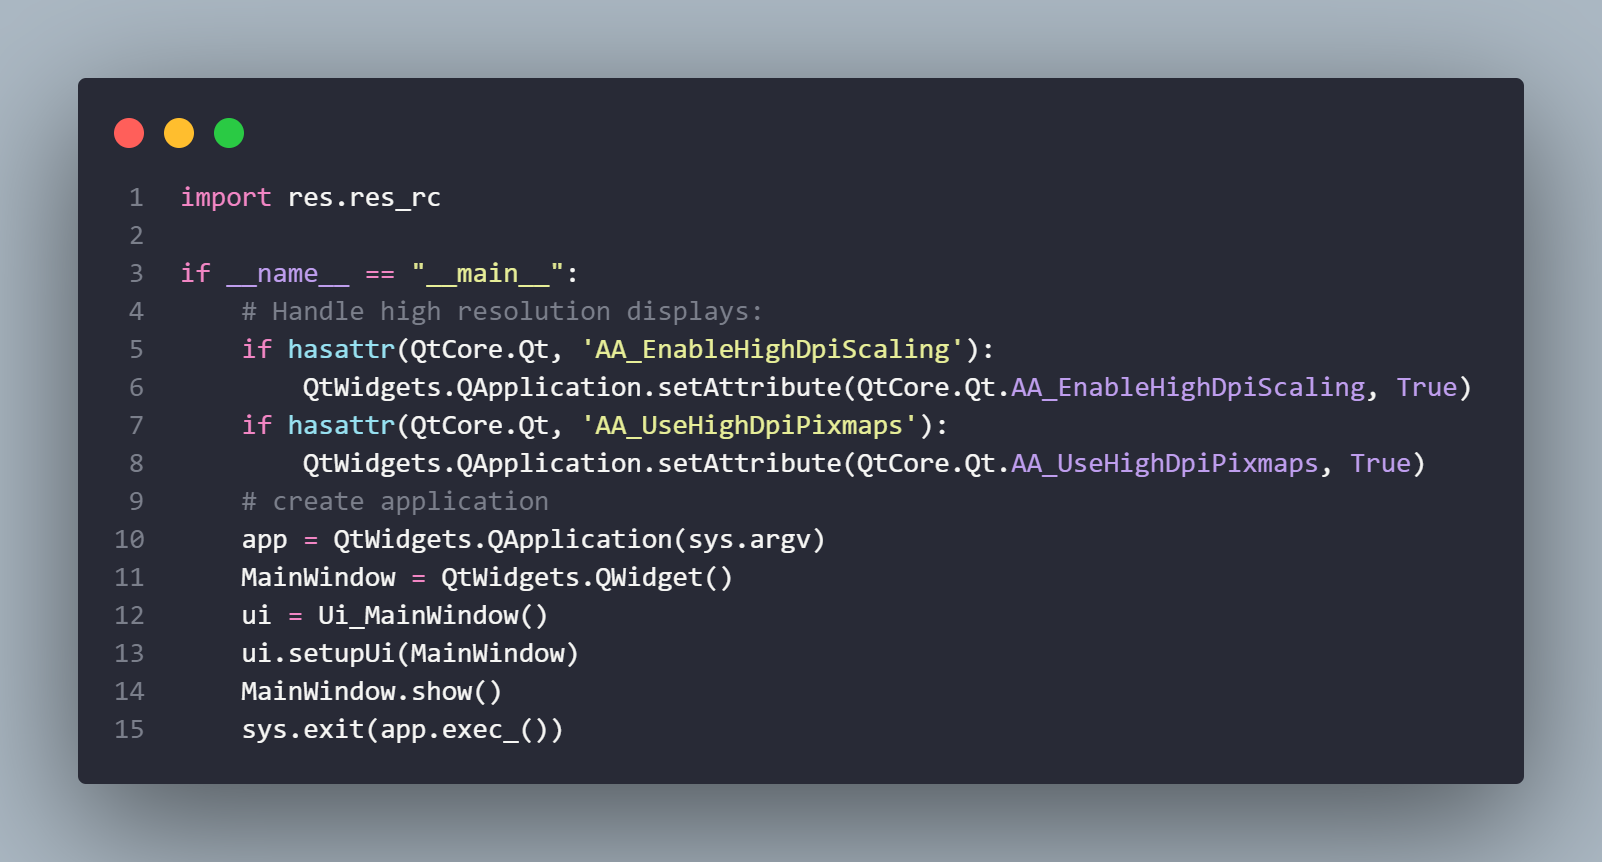 1 import res.res_rc
2
3 if __name__ == "__main__":
4     # Handle high resolution displays:
5     if hasattr(QtCore.Qt, 'AA_EnableHighDpiScaling'):
6         QtWidgets.QApplication.setAttribute(QtCore.Qt.AA_EnableHighDpiScaling, True)
7     if hasattr(QtCore.Qt, 'AA_UseHighDpiPixmaps'):
8         QtWidgets.QApplication.setAttribute(QtCore.Qt.AA_UseHighDpiPixmaps, True)
9     # create application
10     app = QtWidgets.QApplication(sys.argv)
11     MainWindow = QtWidgets.QWidget()
12     ui = Ui_MainWindow()
13     ui.setupUi(MainWindow)
14     MainWindow.show()
15     sys.exit(app.exec_())